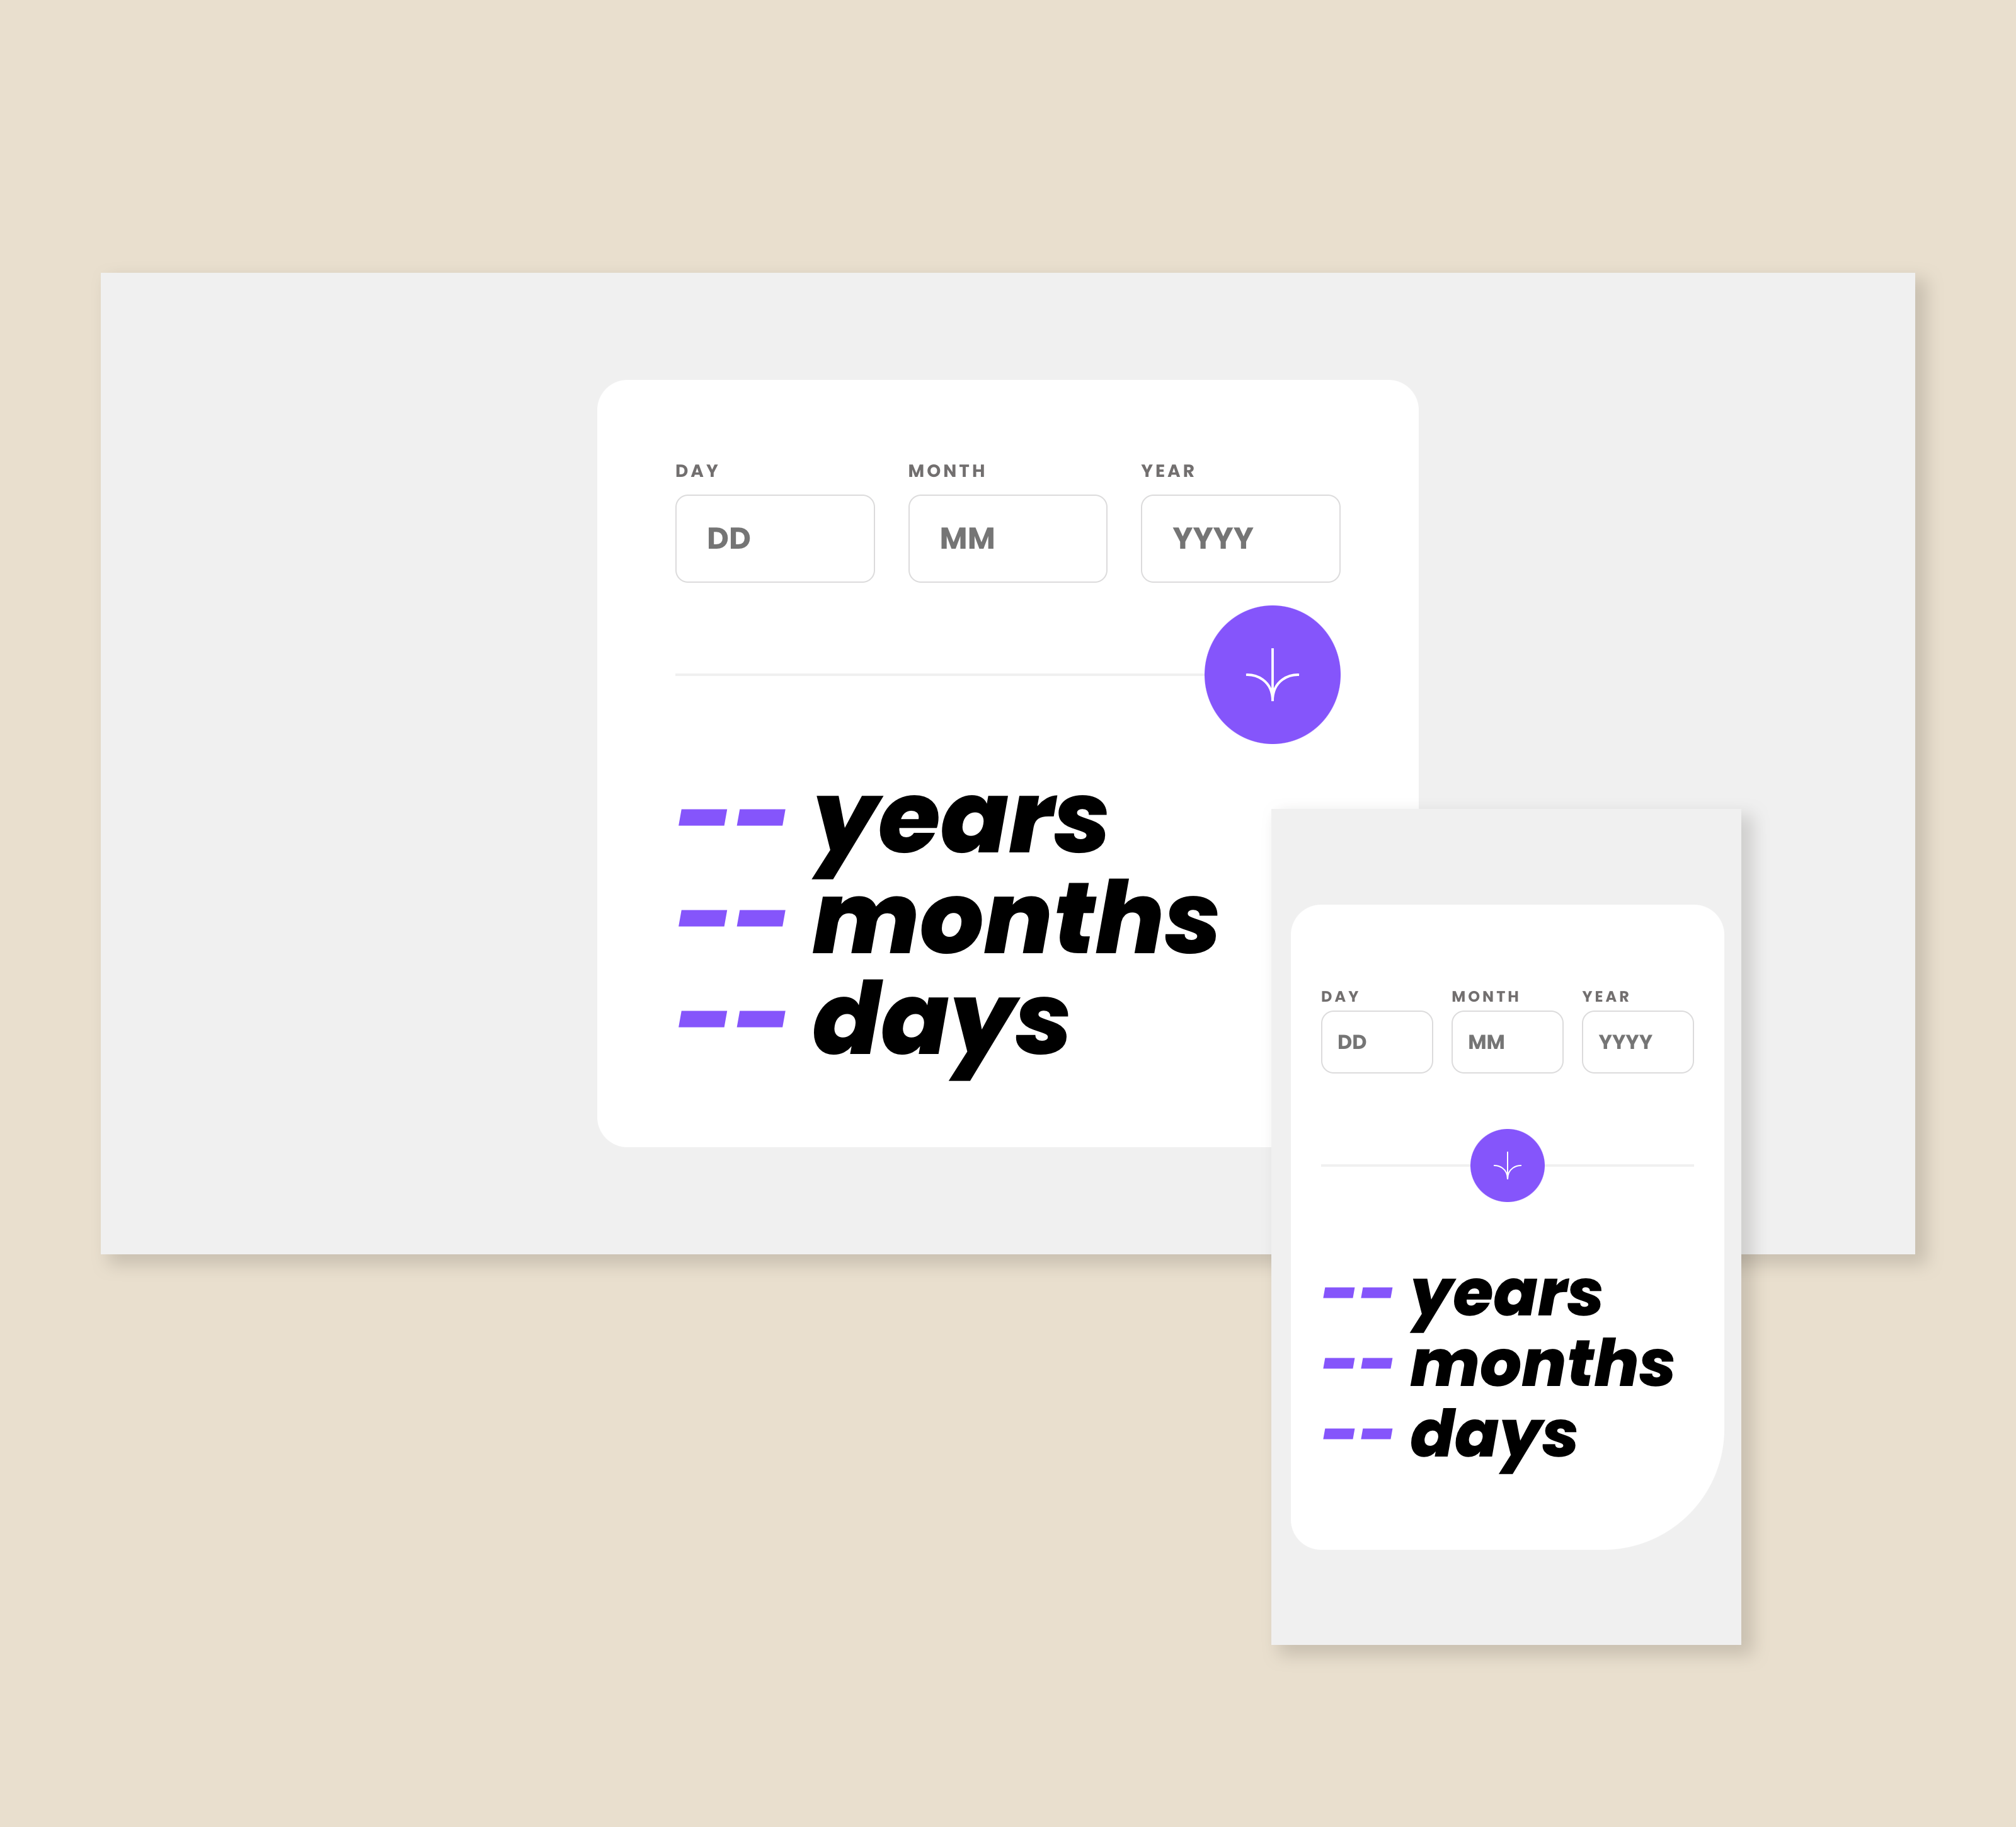 DAY MONTH YEAR
DD MM YYYY
-- years
-- months
-- days
DAY MONTH YEAR
DD MM YYYY
-- years
-- months
-- days